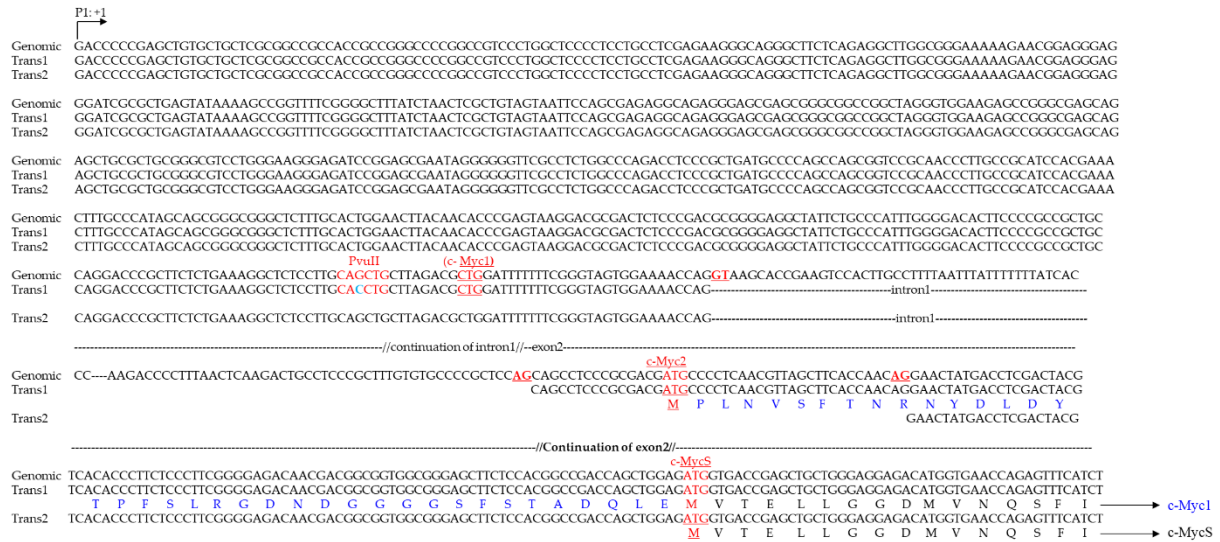 P1: +1
Genomic GACCCCCGAGCTGTGCTGCTCGCGGCCGCCACCGCCGGGCCCCGGCCGTCCCTGGCTCCCCTCCTGCCTCGAGAAGGGCAGGGCTTCTCAGAGGCTTGGCGGGAAAAAGAACGGAGGGAG
Trans1 GACCCCCGAGCTGTGCTGCTCGCGGCCGCCACCGCCGGGCCCCGGCCGTCCCTGGCTCCCCTCCTGCCTCGAGAAGGGCAGGGCTTCTCAGAGGCTTGGCGGGAAAAAGAACGGAGGGAG
Trans2 GACCCCCGAGCTGTGCTGCTCGCGGCCGCCACCGCCGGGCCCCGGCCGTCCCTGGCTCCCCTCCTGCCTCGAGAAGGGCAGGGCTTCTCAGAGGCTTGGCGGGAAAAAGAACGGAGGGAG
Genomic GGATCGCGCTGAGTATAAAAGCCGGTTTTCGGGGCTTTATCTAACTCGCTGTAGTAATTCCAGCGAGAGGCAGAGGGAGCGAGCGGGCGGCCGGCTAGGGTGGAAGAGCCGGGCGAGCAG
Trans1 GGATCGCGCTGAGTATAAAAGCCGGTTTTCGGGGCTTTATCTAACTCGCTGTAGTAATTCCAGCGAGAGGCAGAGGGAGCGAGCGGGCGGCCGGCTAGGGTGGAAGAGCCGGGCGAGCAG
Trans2 GGATCGCGCTGAGTATAAAAGCCGGTTTTCGGGGCTTTATCTAACTCGCTGTAGTAATTCCAGCGAGAGGCAGAGGGAGCGAGCGGGCGGCCGGCTAGGGTGGAAGAGCCGGGCGAGCAG
Genomic AGCTGCGCTGCGGGCGTCCTGGGAAGGGAGATCCGGAGCGAATAGGGGGGTTCGCCTCTGGCCCAGACCTCCCGCTGATGCCCCAGCCAGCGGTCCGCAACCCTTGCCGCATCCACGAAA
Trans1 AGCTGCGCTGCGGGCGTCCTGGGAAGGGAGATCCGGAGCGAATAGGGGGGTTCGCCTCTGGCCCAGACCTCCCGCTGATGCCCCAGCCAGCGGTCCGCAACCCTTGCCGCATCCACGAAA
Trans2 AGCTGCGCTGCGGGCGTCCTGGGAAGGGAGATCCGGAGCGAATAGGGGGGTTCGCCTCTGGCCCAGACCTCCCGCTGATGCCCCAGCCAGCGGTCCGCAACCCTTGCCGCATCCACGAAA
Genomic CTTTGCCCATAGCAGCGGGCGGGCTCTTTGCACTGGAACTTACAACACCCGAGTAAGGACGCGACTCTCCCGACGCGGGGAGGCTATTCTGCCCATTTGGGGACACTTCCCCGCCGCTGC
Trans1 CTTTGCCCATAGCAGCGGGCGGGCTCTTTGCACTGGAACTTACAACACCCGAGTAAGGACGCGACTCTCCCGACGCGGGGAGGCTATTCTGCCCATTTGGGGACACTTCCCCGCCGCTGC
Trans2 CTTTGCCCATAGCAGCGGGCGGGCTCTTTGCACTGGAACTTACAACACCCGAGTAAGGACGCGACTCTCCCGACGCGGGGAGGCTATTCTGCCCATTTGGGGACACTTCCCCGCCGCTGC
PvuII (c- Myc1)
Genomic CAGGACCCGCTTCTCTGAAAGGCTCTCCTTGCAGCTGCTTAGACGCTGGATTTTTTTCGGGTAGTGGAAAACCAGGTAAGCACCGAAGTCCACTTGCCTTTTAATTTATTTTTTTATCAC
Trans1 CAGGACCCGCTTCTCTGAAAGGCTCTCCTTGCACCTGCTTAGACGCTGGATTTTTTTCGGGTAGTGGAAAACCAG----------intron1----------
Trans2 CAGGACCCGCTTCTCTGAAAGGCTCTCCTTGCAGCTGCTTAGACGCTGGATTTTTTTCGGGTAGTGGAAAACCAG----------intron1----------
----------//continuation of intron1//--exon2----------
c-Myc2
Genomic CC----AAGACCCCTTTAACTCAAGACTGCCTCCCGCTTTGTGTGCCCCGCTCCAGCAGCCTCCCGCGACGATGCCCCTCAACGTTAGCTTCACCAACAGGAACTATGACCTCGACTACG
Trans1 CAGCCTCCCGCGACGATGCCCCTCAACGTTAGCTTCACCAACAGGAACTATGACCTCGACTACG
M P L N V S F T N R N Y D L D Y
Trans2 GAACTATGACCTCGACTACG
----------//Continuation of exon2//----------
c-MycS
Genomic TCACACCCTTCTCCCTTCGGGGAGACAACGACGGCGGTGGCGGGAGCTTCTCCACGGCCGACCAGCTGGAGATGGTGACCGAGCTGCTGGGAGGAGACATGGTGAACCAGAGTTTCATCT
Trans1 TCACACCCTTCTCCCTTCGGGGAGACAACGACGGCGGTGGCGGGAGCTTCTCCACGGCCGACCAGCTGGAGATGGTGACCGAGCTGCTGGGAGGAGACATGGTGAACCAGAGTTTCATCT
T P F S L R G D N D G G G G S F S T A D Q L E M V T E L L G G D M V N Q S F I c-Myc1
Trans2 TCACACCCTTCTCCCTTCGGGGAGACAACGACGGCGGTGGCGGGAGCTTCTCCACGGCCGACCAGCTGGAGATGGTGACCGAGCTGCTGGGAGGAGACATGGTGAACCAGAGTTTCATCT
M V T E L L G G D M V N Q S F I c-MycS